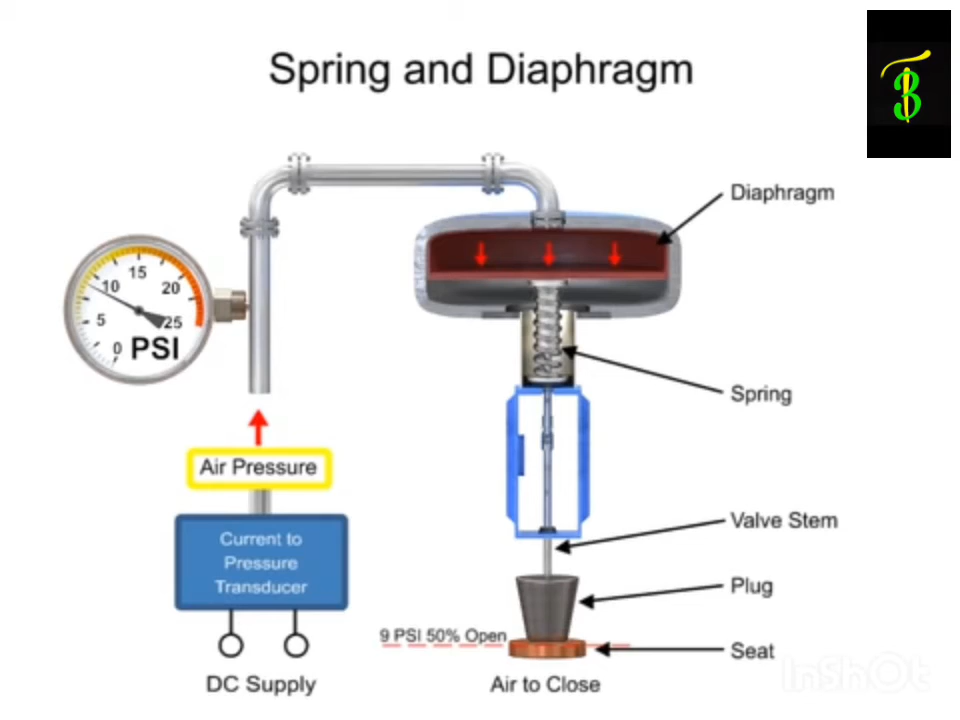 Spring and Diaphragm
Diaphragm
0
5
10
15
20
25
PSI
Spring
Air Pressure
Valve Stem
Current to
Pressure
Transducer
Plug
9 PSI 50% Open
Seat
DC Supply
Air to Close
InShOt